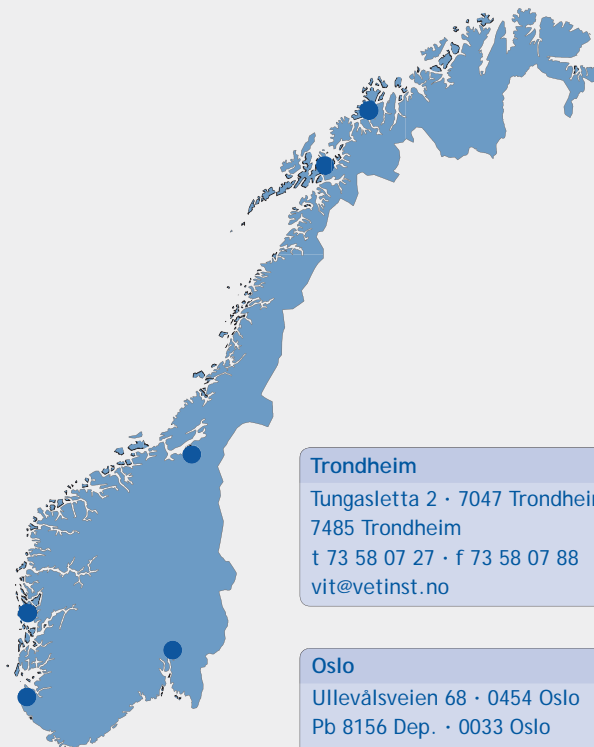 Trondheim
Tungasletta 2 · 7047 Trondheim
7485 Trondheim
t 73 58 07 27 · f 73 58 07 88
vit@vetinst.no
Oslo
Ullevålsveien 68 · 0454 Oslo
Pb 8156 Dep. · 0033 Oslo